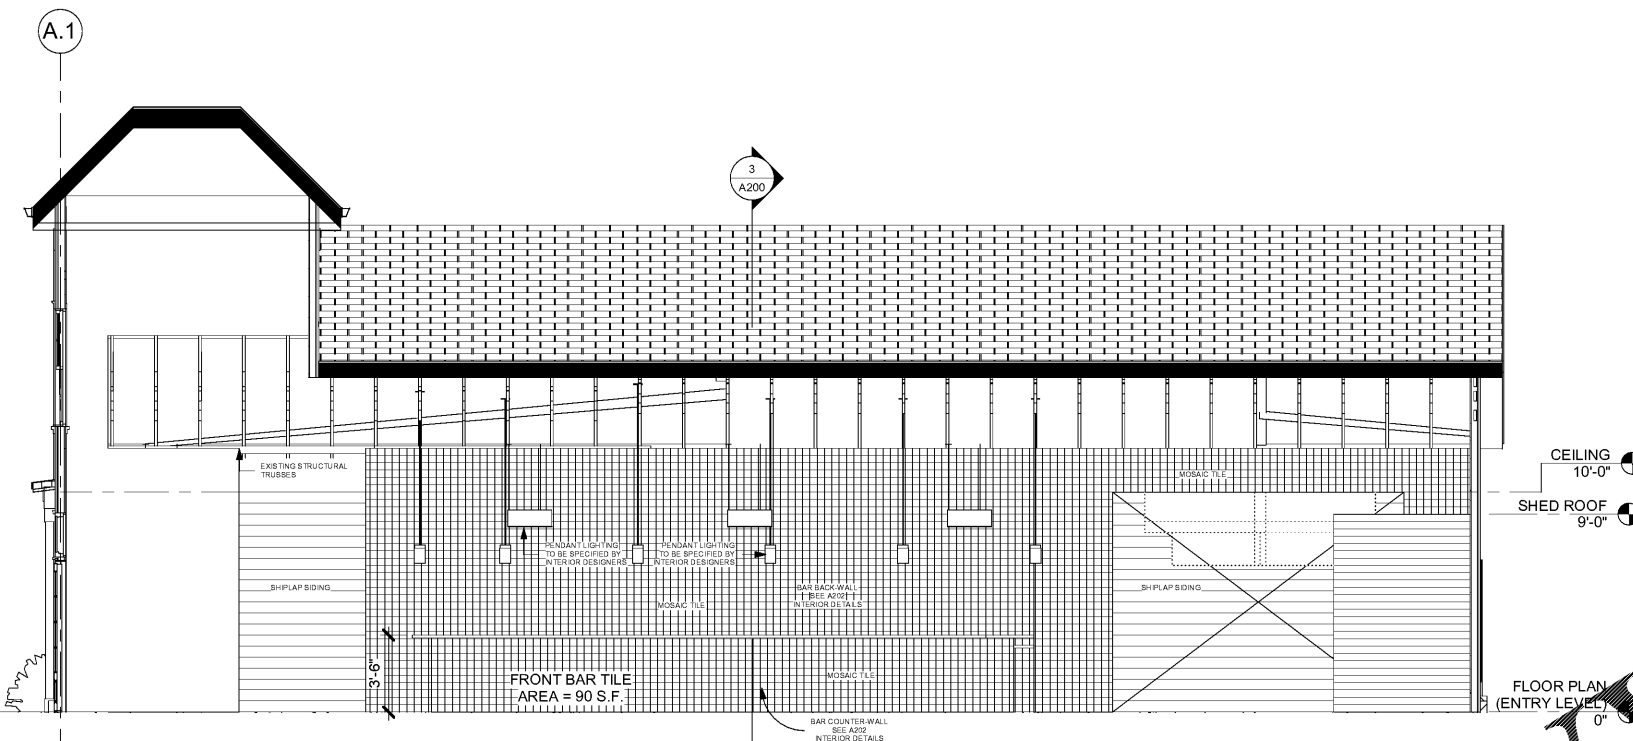 A.1
3
A200
CEILING
10'-0"
SHED ROOF
9'-0"
EXISTING STRUCTURAL
TRUSSES
MOSAIC TILE
PENDANT LIGHTING
TO BE SPECIFIED BY
INTERIOR DESIGNERS
PENDANT LIGHTING
TO BE SPECIFIED BY
INTERIOR DESIGNERS
SHIPLAP SIDING
BAR BACK-WALL
SEE A202
INTERIOR DETAILS
SHIPLAP SIDING
MOSAIC TILE
3'-6"
FRONT BAR TILE
AREA = 90 S.F.
MOSAIC TILE
FLOOR PLAN
(ENTRY LEVEL)
0"
BAR COUNTER-WALL
SEE A202
INTERIOR DETAILS